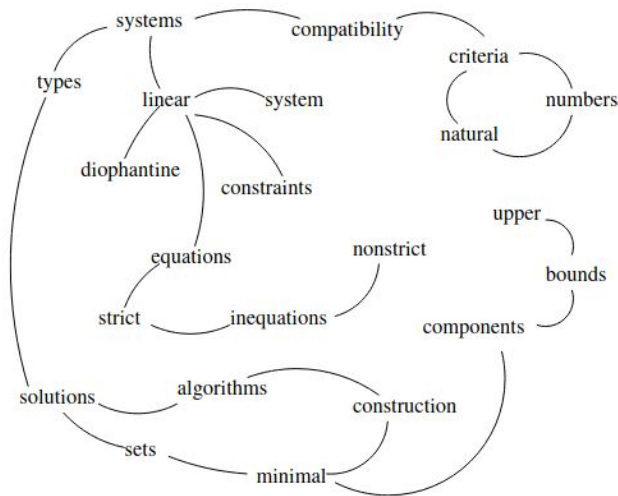 systems
compatibility
criteria
types
linear
system
numbers
natural
diophantine
constraints
upper
equations
nonstrict
bounds
strict
inequations
components
solutions
algorithms
construction
sets
minimal